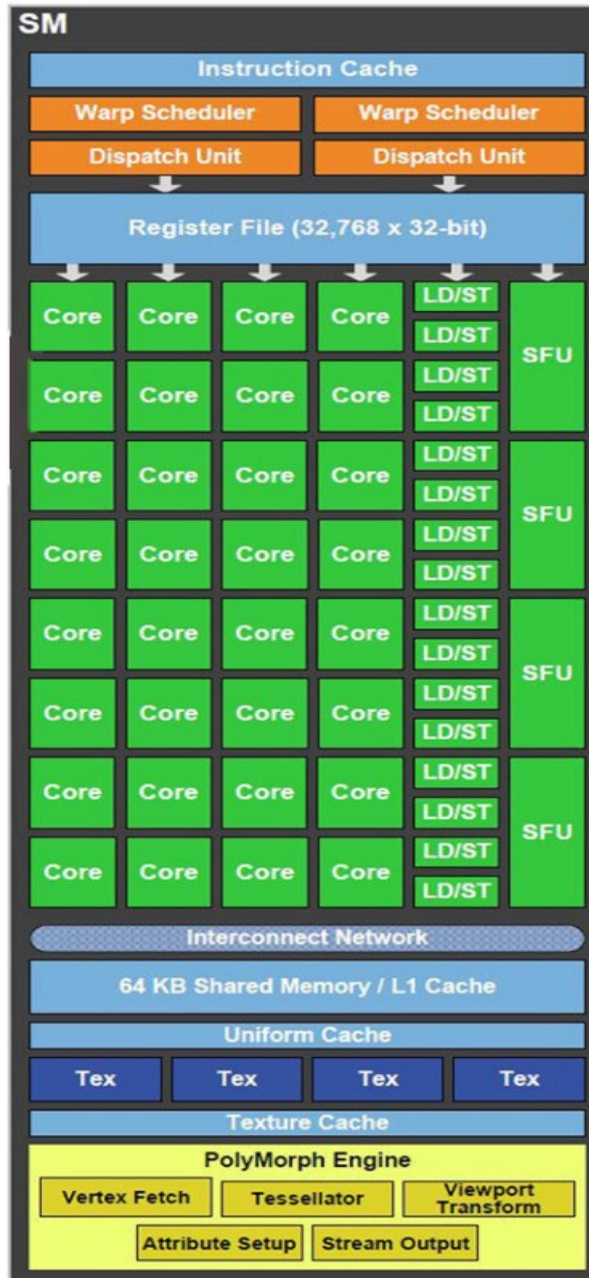 SM
Instruction Cache
Warp Scheduler Warp Scheduler
Dispatch Unit Dispatch Unit
Register File (32,768 x 32-bit)
LD/ST
Core Core Core Core
LD/ST
SFU
LD/ST
Core Core Core Core
LD/ST
LD/ST
Core Core Core Core
LD/ST
SFU
LD/ST
Core Core Core Core
LD/ST
LD/ST
Core Core Core Core
LD/ST
SFU
LD/ST
Core Core Core Core
LD/ST
LD/ST
Core Core Core Core
LD/ST
SFU
LD/ST
Core Core Core Core
LD/ST
Interconnect Network
64 KB Shared Memory / L1 Cache
Uniform Cache
Tex Tex Tex Tex
Texture Cache
PolyMorph Engine
Vertex Fetch Tessellator Viewport
Transform
Attribute Setup Stream Output